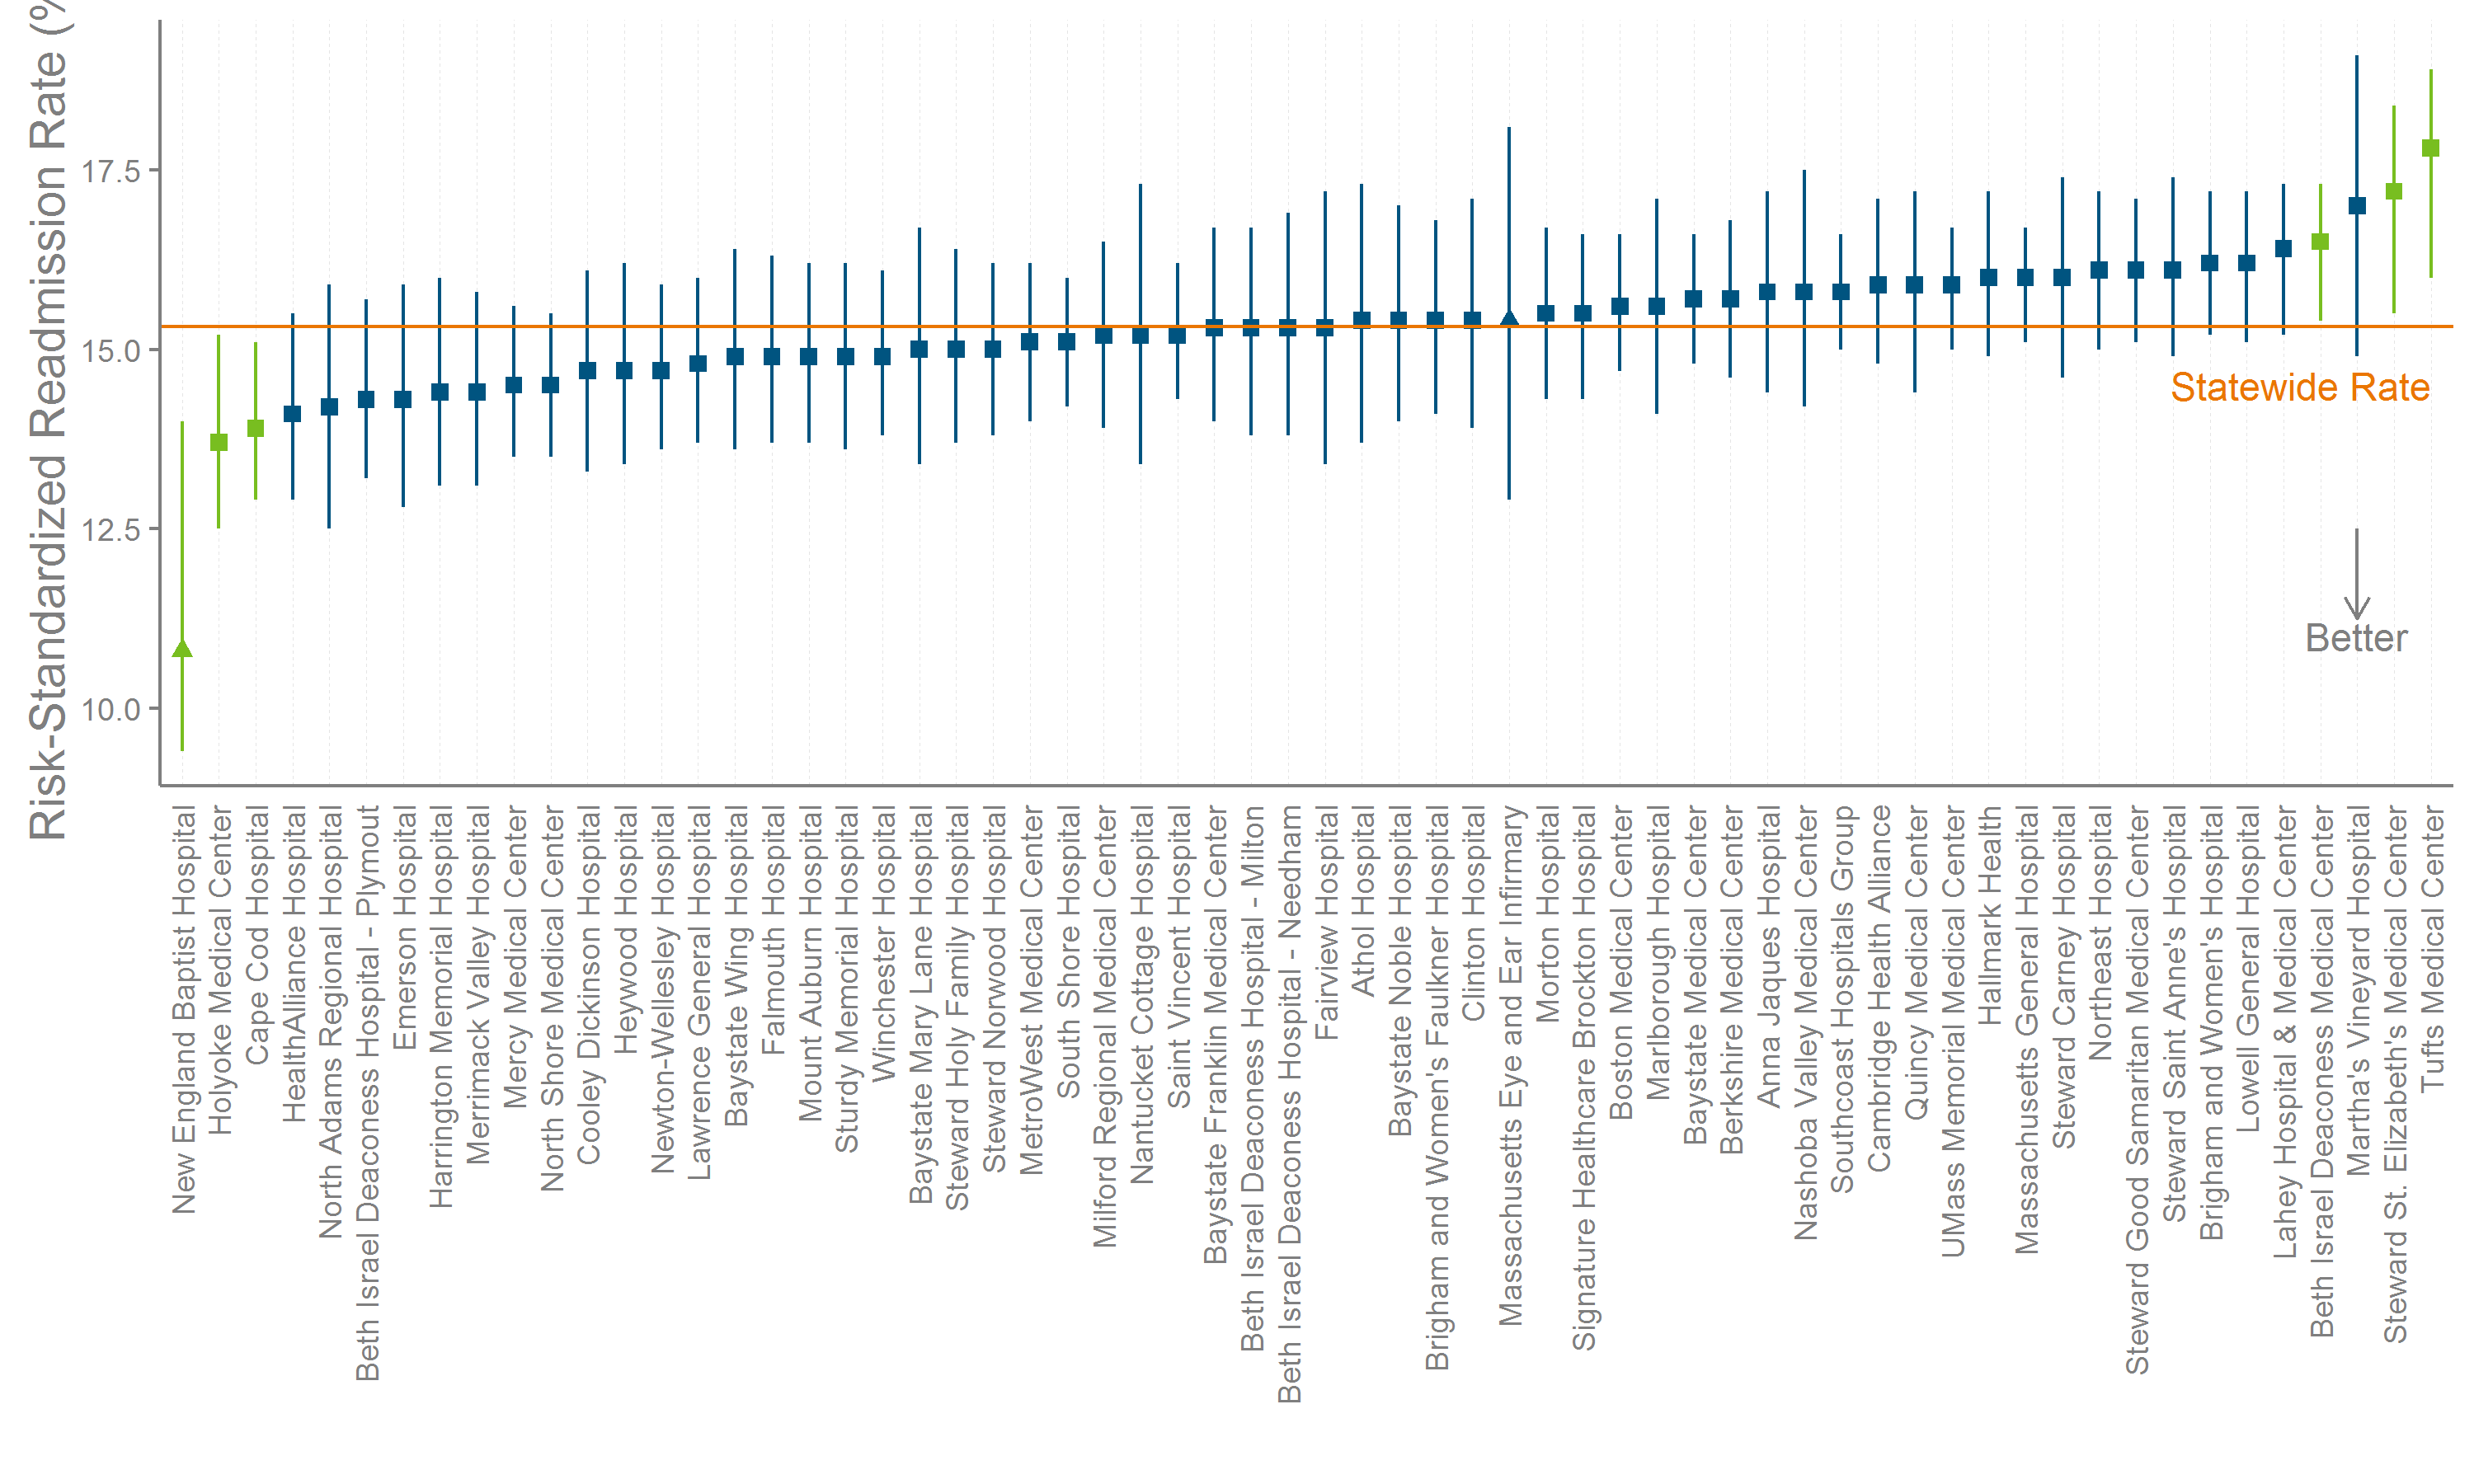 Risk-Standardized Readmission Rate (%
17.5
15.0
12.5
10.0
Statewide Rate
Better
New England Baptist Hospital
Holyoke Medical Center
Cape Cod Hospital
HealthAlliance Hospital
North Adams Regional Hospital
Beth Israel Deaconess Hospital - Plymout
Emerson Hospital
Harrington Memorial Hospital
Merrimack Valley Hospital
Mercy Medical Center
North Shore Medical Center
Cooley Dickinson Hospital
Heywood Hospital
Newton-Wellesley Hospital
Lawrence General Hospital
Baystate Wing Hospital
Falmouth Hospital
Mount Auburn Hospital
Sturdy Memorial Hospital
Winchester Hospital
Baystate Mary Lane Hospital
Steward Holy Family Hospital
Steward Norwood Hospital
MetroWest Medical Center
South Shore Hospital
Milford Regional Medical Center
Nantucket Cottage Hospital
Saint Vincent Hospital
Baystate Franklin Medical Center
Beth Israel Deaconess Hospital - Milton
Beth Israel Deaconess Hospital - Needham
Fairview Hospital
Athol Hospital
Baystate Noble Hospital
Brigham and Women's Faulkner Hospital
Clinton Hospital
Massachusetts Eye and Ear Infirmary
Morton Hospital
Signature Healthcare Brockton Hospital
Boston Medical Center
Marlborough Hospital
Baystate Medical Center
Berkshire Medical Center
Anna Jaques Hospital
Nashoba Valley Medical Center
Southcoast Hospitals Group
Cambridge Health Alliance
Quincy Medical Center
UMass Memorial Medical Center
Hallmark Health
Massachusetts General Hospital
Steward Carney Hospital
Northeast Hospital
Steward Good Samaritan Medical Center
Steward Saint Anne's Hospital
Brigham and Women's Hospital
Lowell General Hospital
Lahey Hospital & Medical Center
Beth Israel Deaconess Medical Center
Martha's Vineyard Hospital
Steward St. Elizabeth's Medical Center
Tufts Medical Center